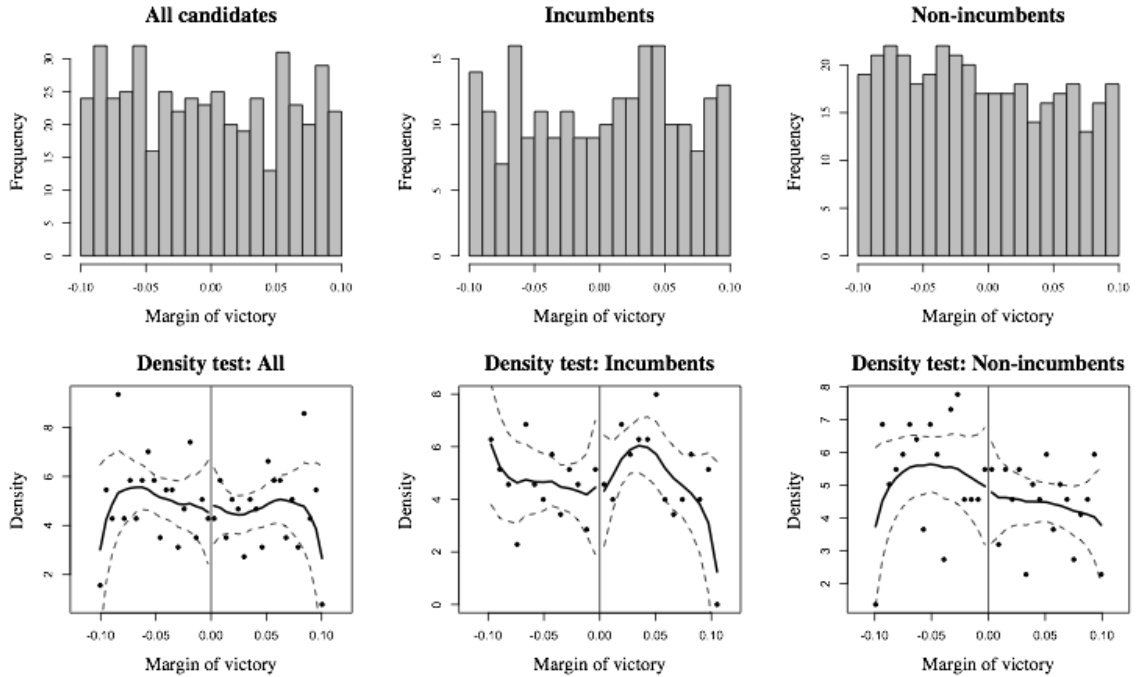 All candidates
Incumbents
Non-incumbents
Frequency
0 5 10 15 20 25 30
-0.10 -0.05 0.00 0.05 0.10
Margin of victory
Frequency
0 5 10 15
-0.10 -0.05 0.00 0.05 0.10
Margin of victory
Frequency
0 5 10 15 20
-0.10 -0.05 0.00 0.05 0.10
Margin of victory
Density test: All
Density test: Incumbents
Density test: Non-incumbents
Density
2 4 6 8
-0.10 -0.05 0.00 0.05 0.10
Margin of victory
Density
0 2 4 6 8
-0.10 -0.05 0.00 0.05 0.10
Margin of victory
Density
2 3 4 5 6 7 8
-0.10 -0.05 0.00 0.05 0.10
Margin of victory